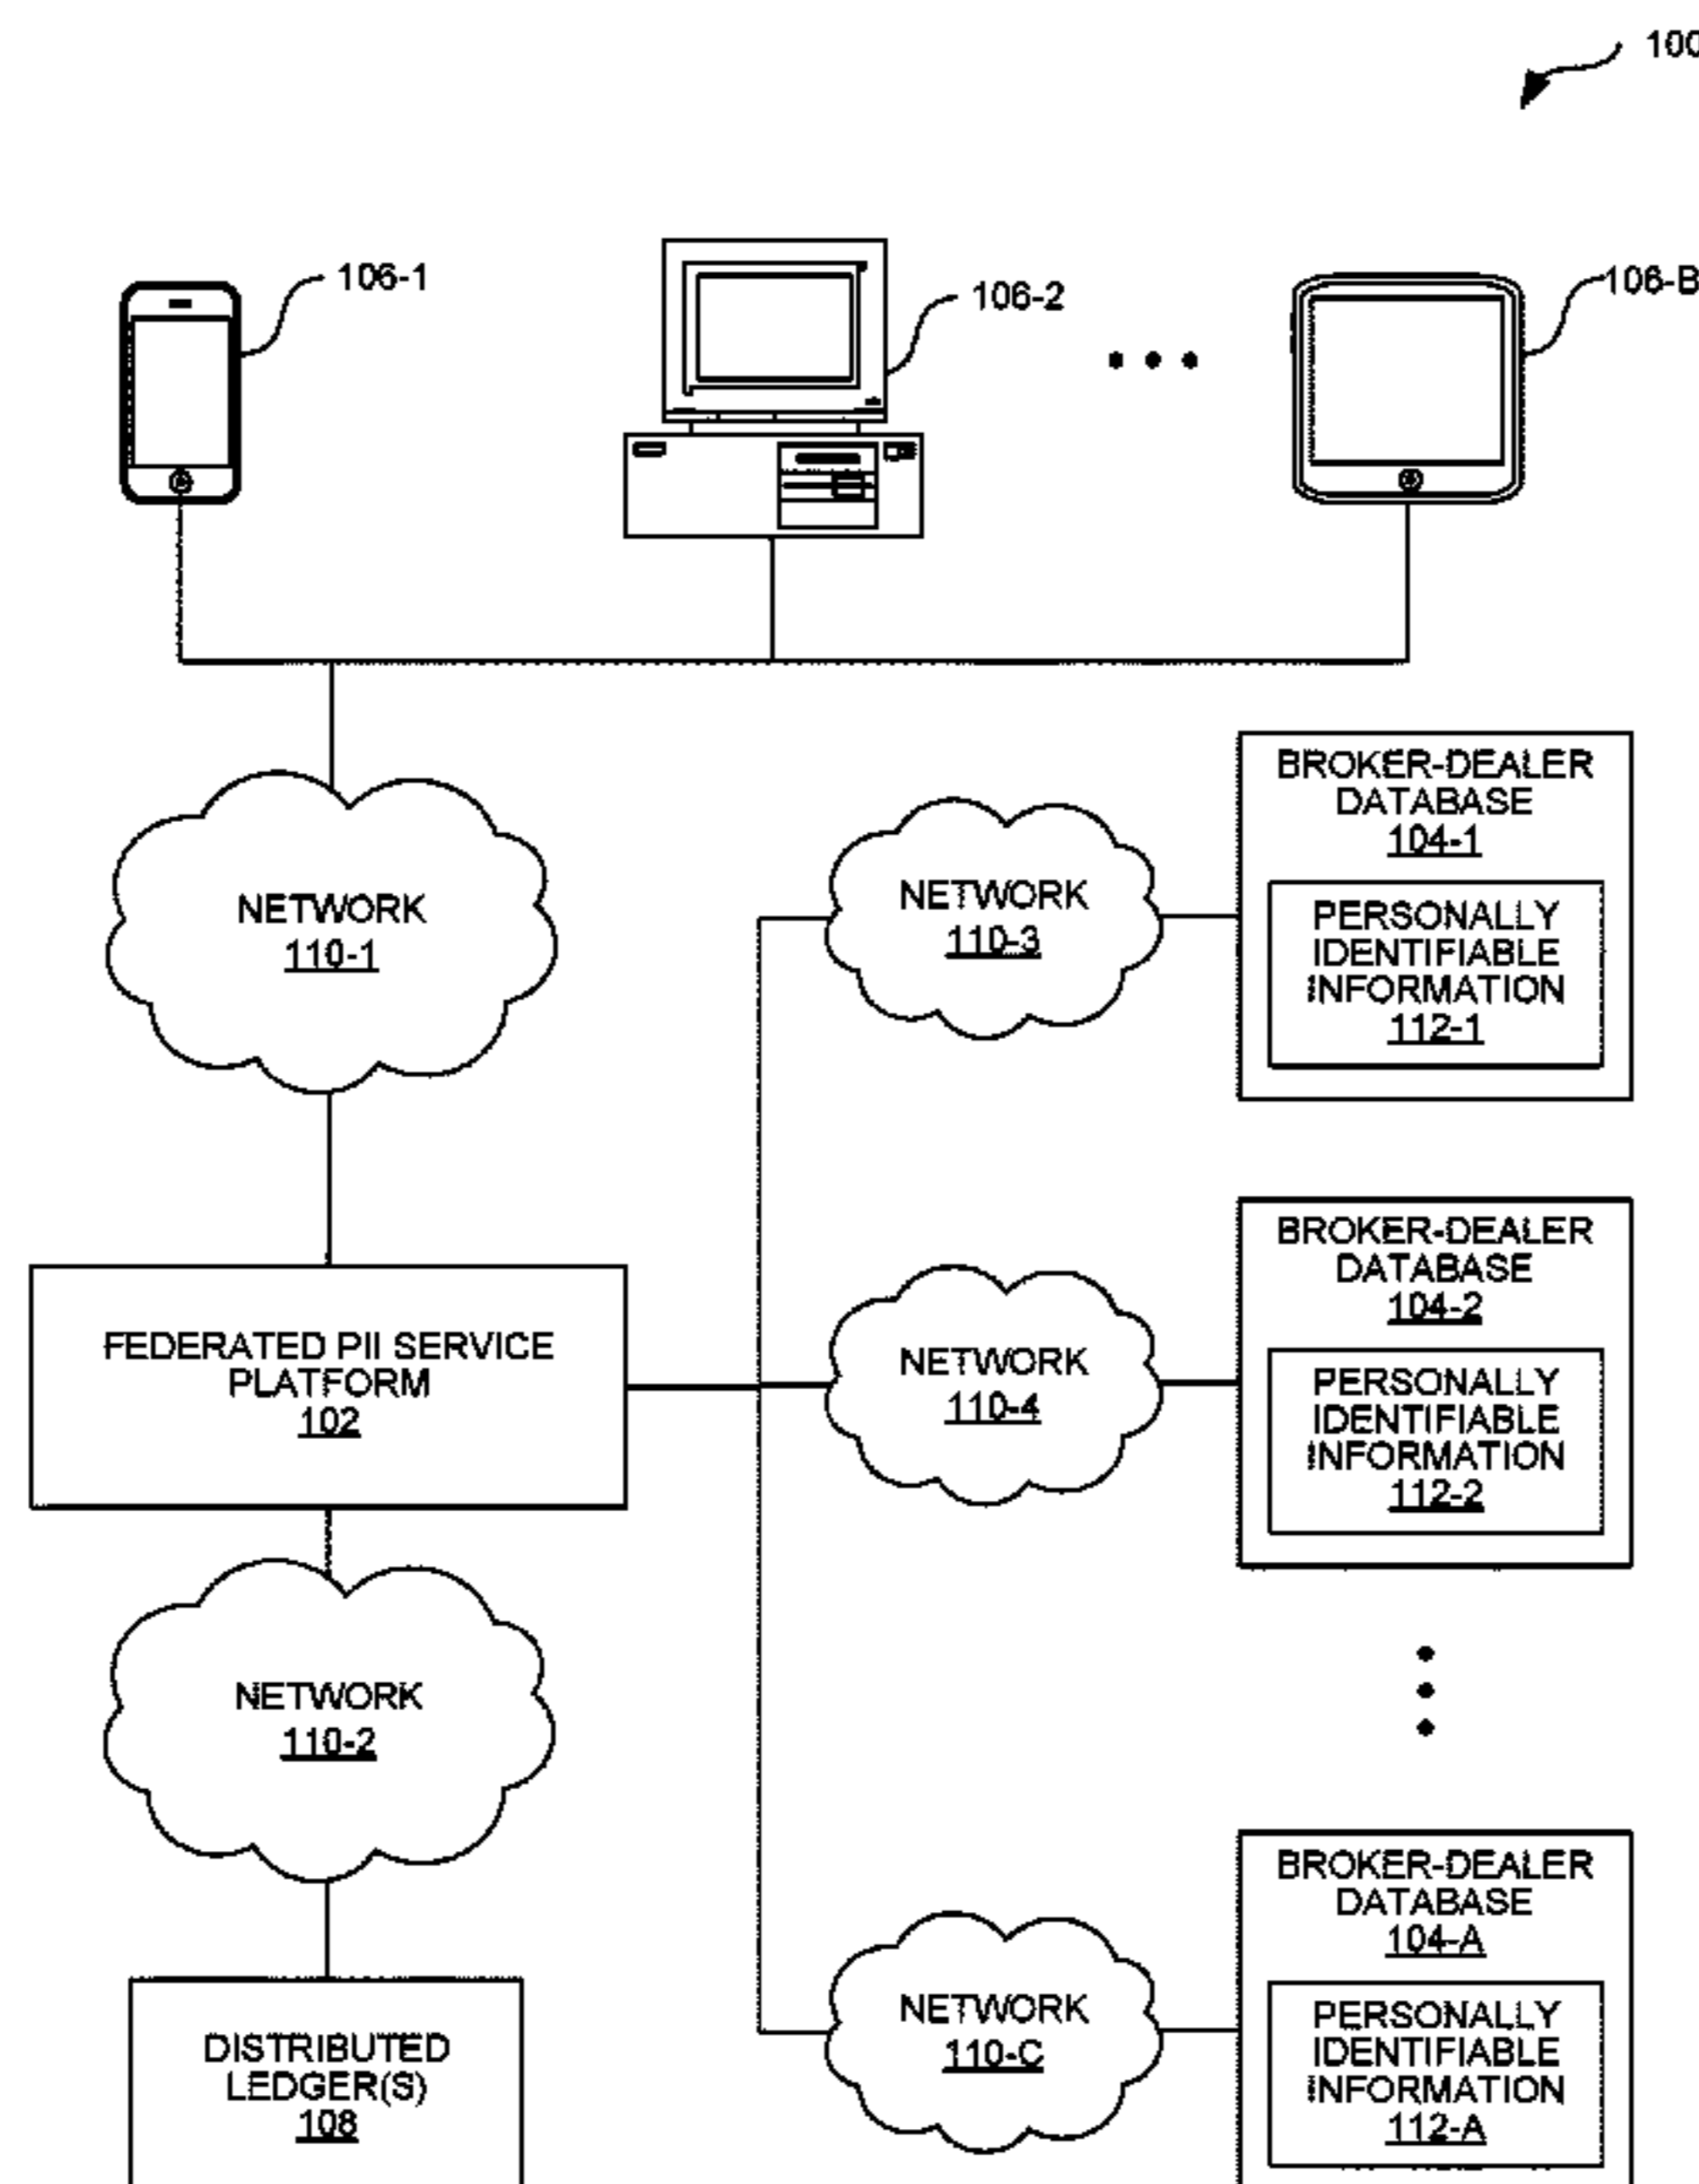 100
106-1
106-2
106-B
NETWORK
110-1
NETWORK
110-3
BROKER-DEALER
DATABASE
104-1
PERSONALLY
IDENTIFIABLE
INFORMATION
112-1
FEDERATED PII SERVICE
PLATFORM
102
NETWORK
110-4
BROKER-DEALER
DATABASE
104-2
PERSONALLY
IDENTIFIABLE
INFORMATION
112-2
NETWORK
110-2
DISTRIBUTED
LEDGER(S)
108
NETWORK
110-C
BROKER-DEALER
DATABASE
104-A
PERSONALLY
IDENTIFIABLE
INFORMATION
112-A